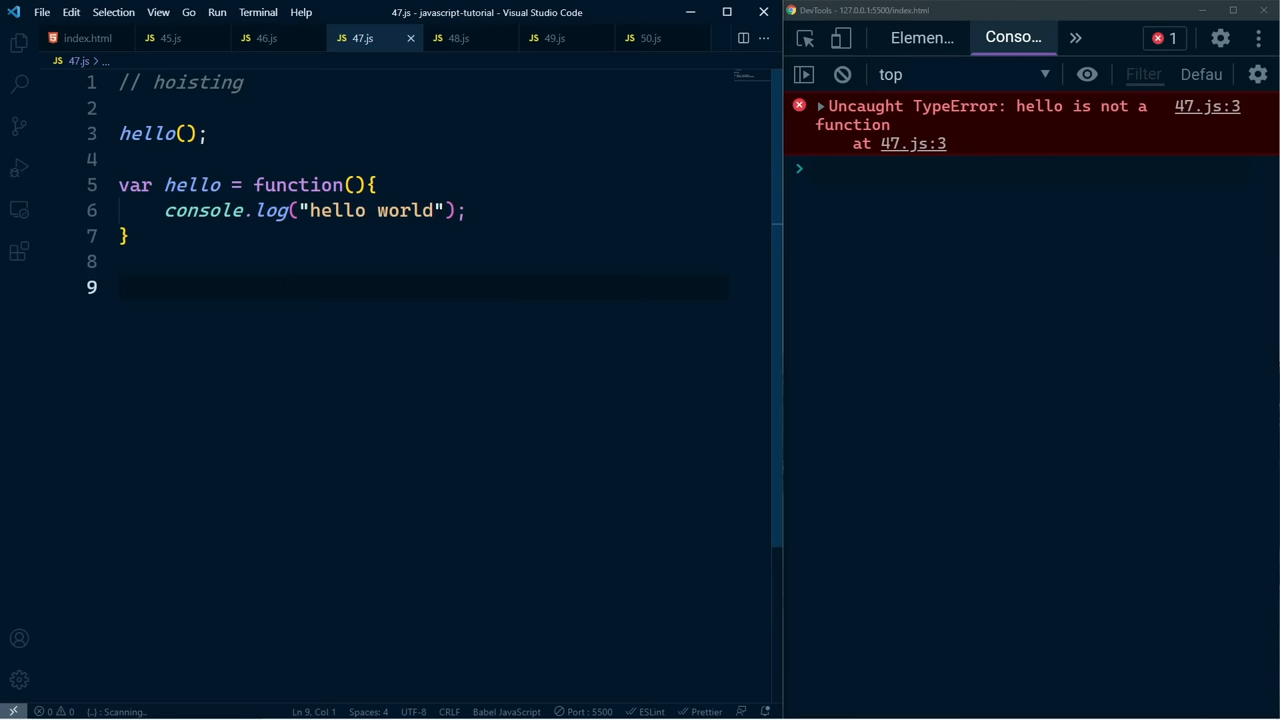 File Edit Selection View Go Run Terminal Help 47.js - javascript-tutorial - Visual Studio Code
index.html JS 45.js JS 46.js JS 47.js JS 48.js JS 49.js JS 50.js
JS 47.js > ...
1 // hoisting
2
3 hello();
4
5 var hello = function(){
6 console.log("hello world");
7 }
8
9
0 0 {..} : Scanning.. Ln 9, Col 1 Spaces: 4 UTF-8 CRLF Babel JavaScript Port : 5500 ESLint Prettier
DevTools - 127.0.0.1:5500/index.html
Elemen... Conso... 1
top Filter Defau
Uncaught TypeError: hello is not a 47.js:3
function
at 47.js:3